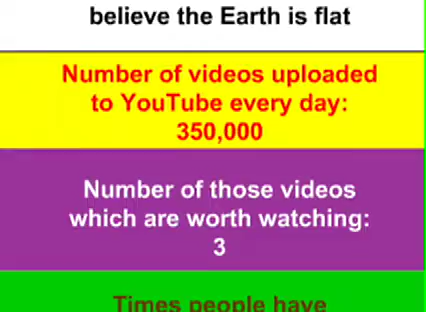 believe the Earth is flat
Number of videos uploaded
to YouTube every day:
350,000
Number of those videos
which are worth watching:
3
Times people have